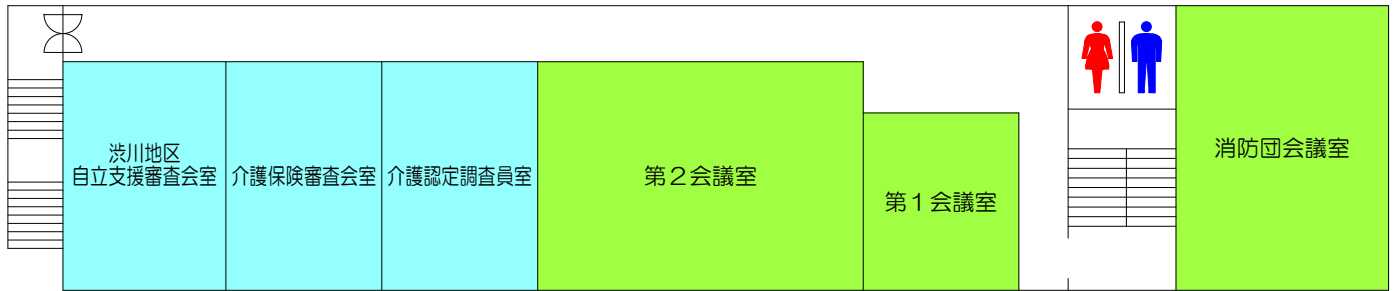 渋川地区
自立支援審査会室
介護保険審査会室
介護認定調査員室
第２会議室
第１会議室
消防団会議室